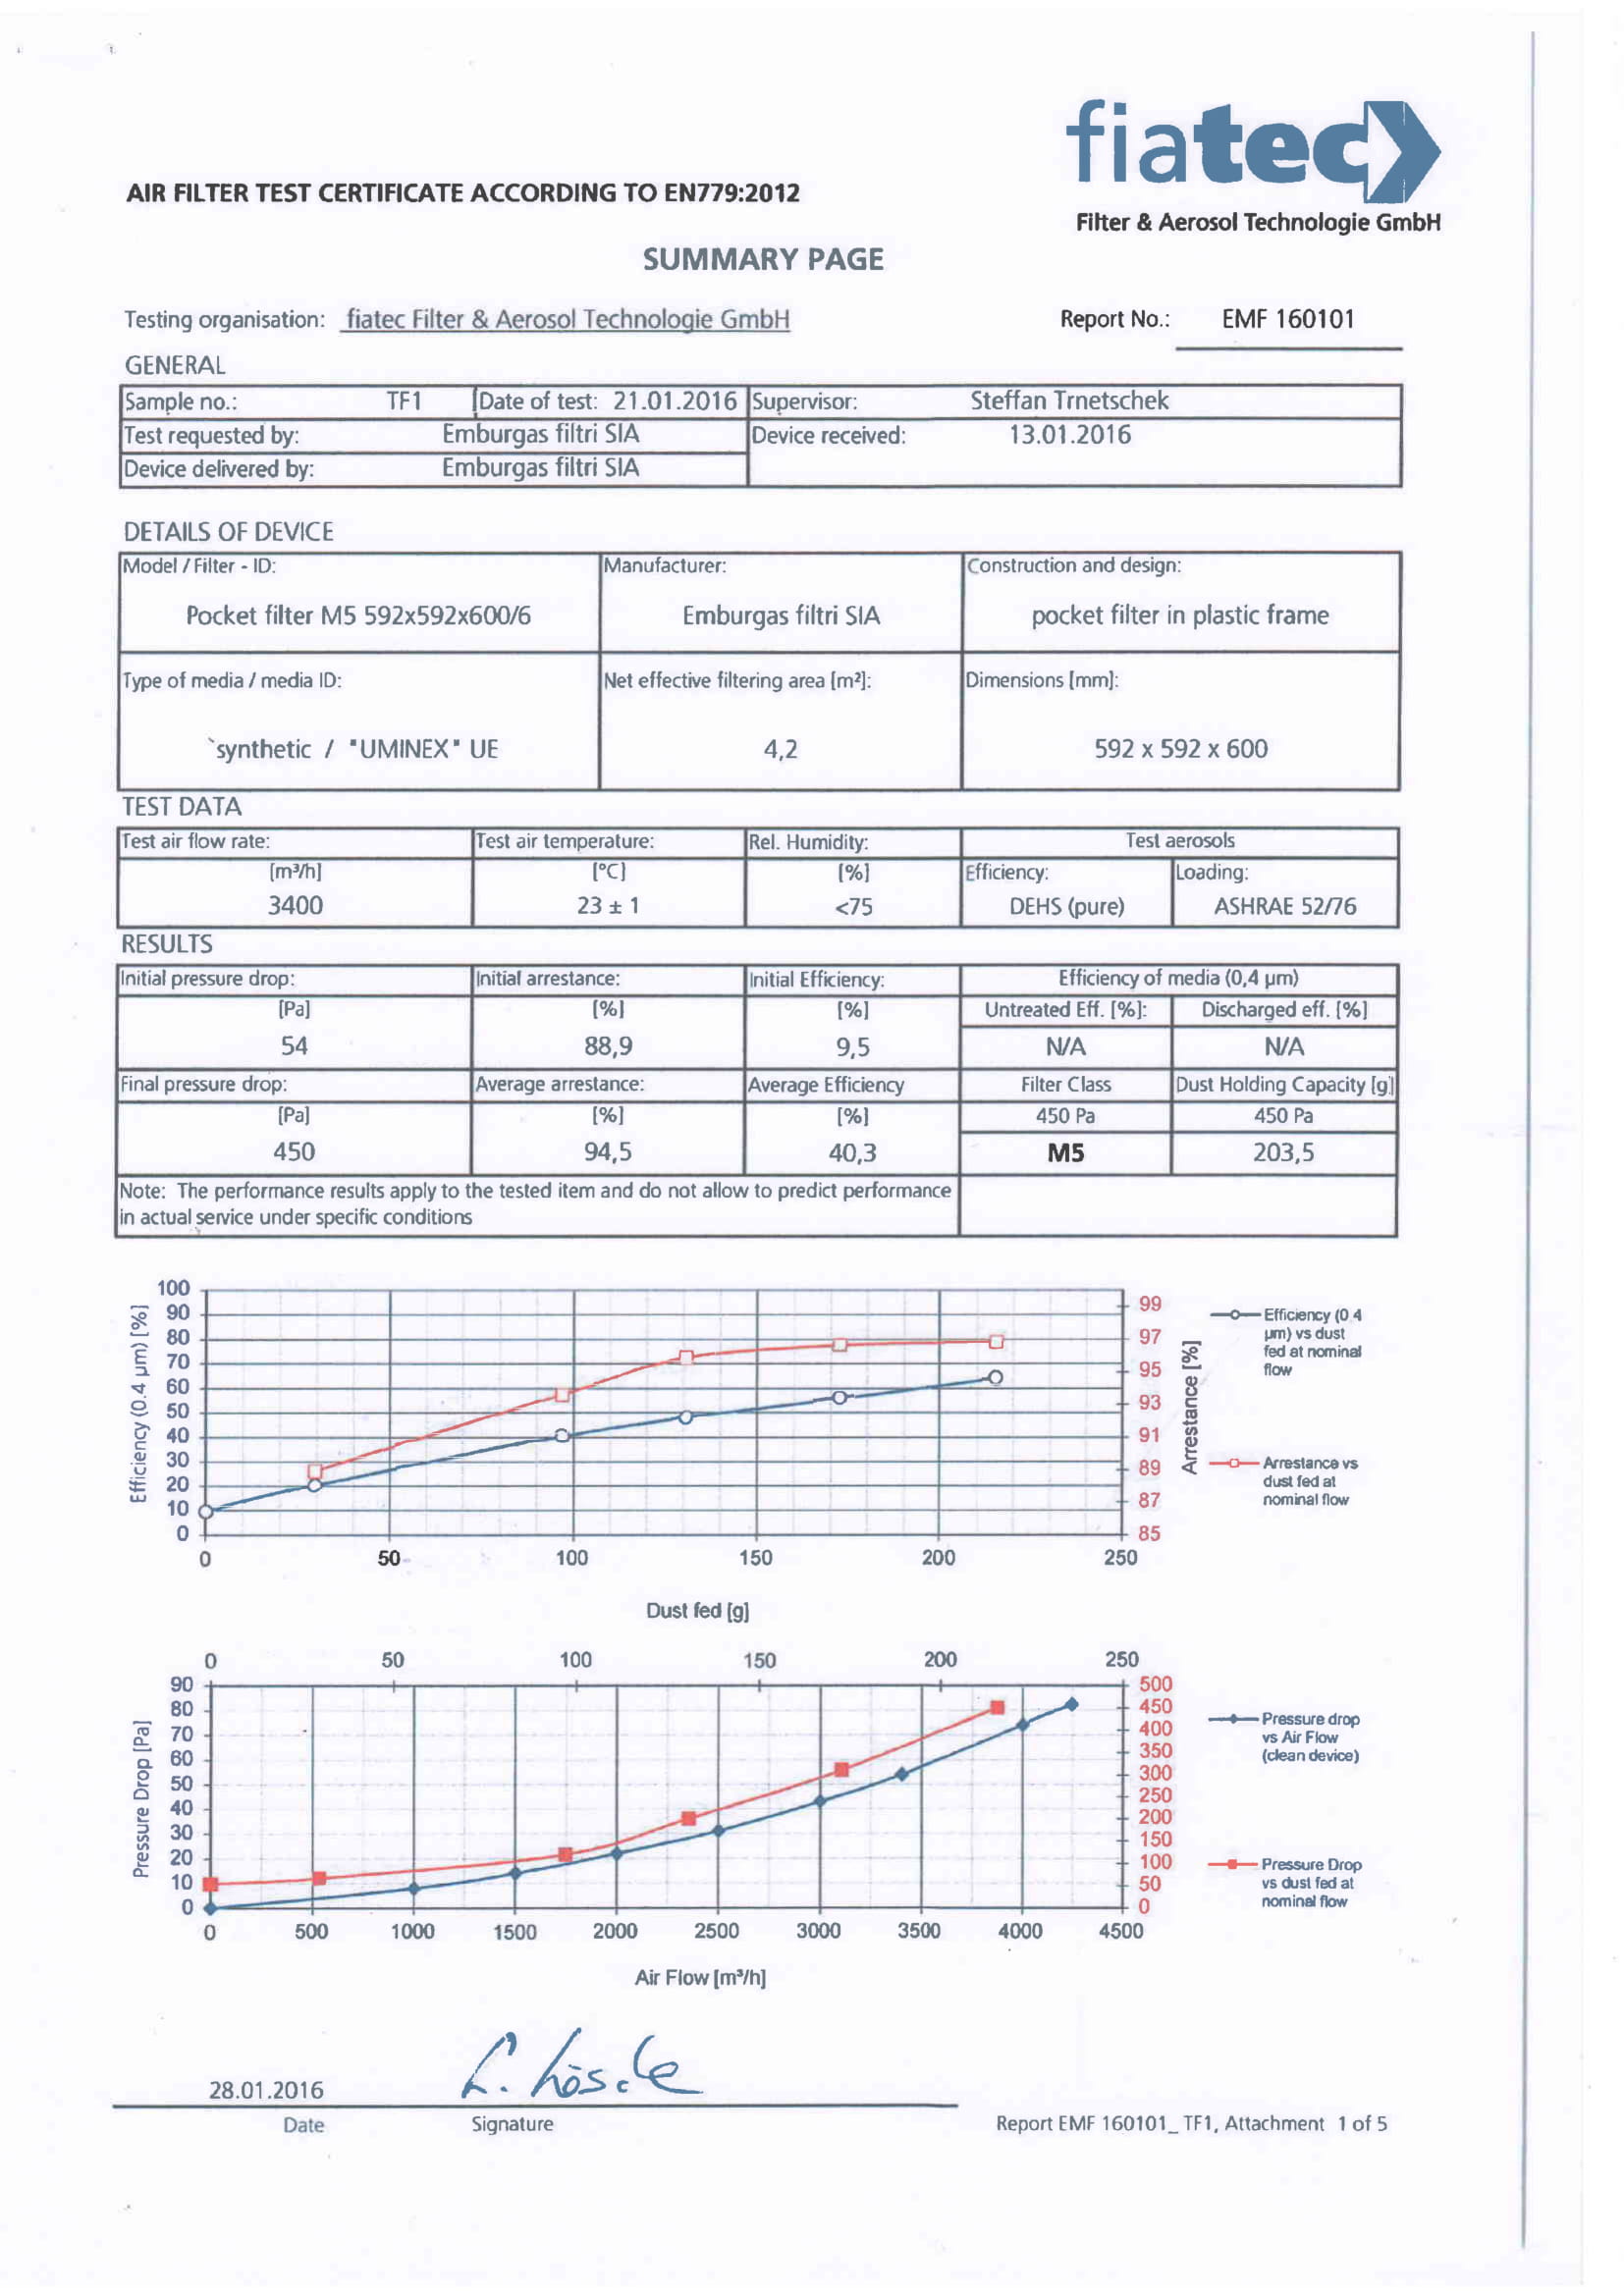 fiatec
Filter & Aerosol Technologie GmbH
AIR FILTER TEST CERTIFICATE ACCORDING TO EN779:2012
SUMMARY PAGE
Testing organisation: fiatec Filter & Aerosol Technologie GmbH Report No.: EMF 160101
GENERAL
Sample no.: TF1 Date of test: 21.01.2016 Supervisor: Steffan Trnetschek
Test requested by: Emburgas filtri SIA Device received: 13.01.2016
Device delivered by: Emburgas filtri SIA
DETAILS OF DEVICE
Model / Filter - ID: Manufacturer: Construction and design:
Pocket filter M5 592x592x600/6 Emburgas filtri SIA pocket filter in plastic frame
Type of media / media ID: Net effective filtering area [m²]: Dimensions [mm]:
`synthetic / "UMINEX" UE 4,2 592 x 592 x 600
TEST DATA
Test air flow rate: Test air temperature: Rel. Humidity: Test aerosols
[m³/h] [°C] [%] Efficiency: Loading:
3400 23 ± 1 <75 DEHS (pure) ASHRAE 52/76
RESULTS
Initial pressure drop: Initial arrestance: Initial Efficiency: Efficiency of media (0,4 µm)
[Pa] [%] [%] Untreated Eff. [%]: Discharged eff. [%]
54 88,9 9,5 N/A N/A
Final pressure drop: Average arrestance: Average Efficiency Filter Class Dust Holding Capacity [g]
[Pa] [%] [%] 450 Pa 450 Pa
450 94,5 40,3 M5 203,5
Note: The performance results apply to the tested item and do not allow to predict performance
in actual service under specific conditions
Efficiency (0.4 µm) [%]
100
90
80
70
60
50
40
30
20
10
0
0 50 100 150 200 250
Dust fed [g]
99
97
95
93
91
89
87
85
Arrestance [%]
Efficiency (0.4
µm) vs dust
fed at nominal
flow
Arrestance vs
dust fed at
nominal flow
0 50 100 150 200 250
Pressure Drop [Pa]
90
80
70
60
50
40
30
20
10
0
500
450
400
350
300
250
200
150
100
50
0
0 500 1000 1500 2000 2500 3000 3500 4000 4500
Air Flow [m³/h]
Pressure drop
vs Air Flow
(clean device)
Pressure Drop
vs dust fed at
nominal flow
28.01.2016
Date Signature
Report EMF 160101_ TF1, Attachment 1 of 5